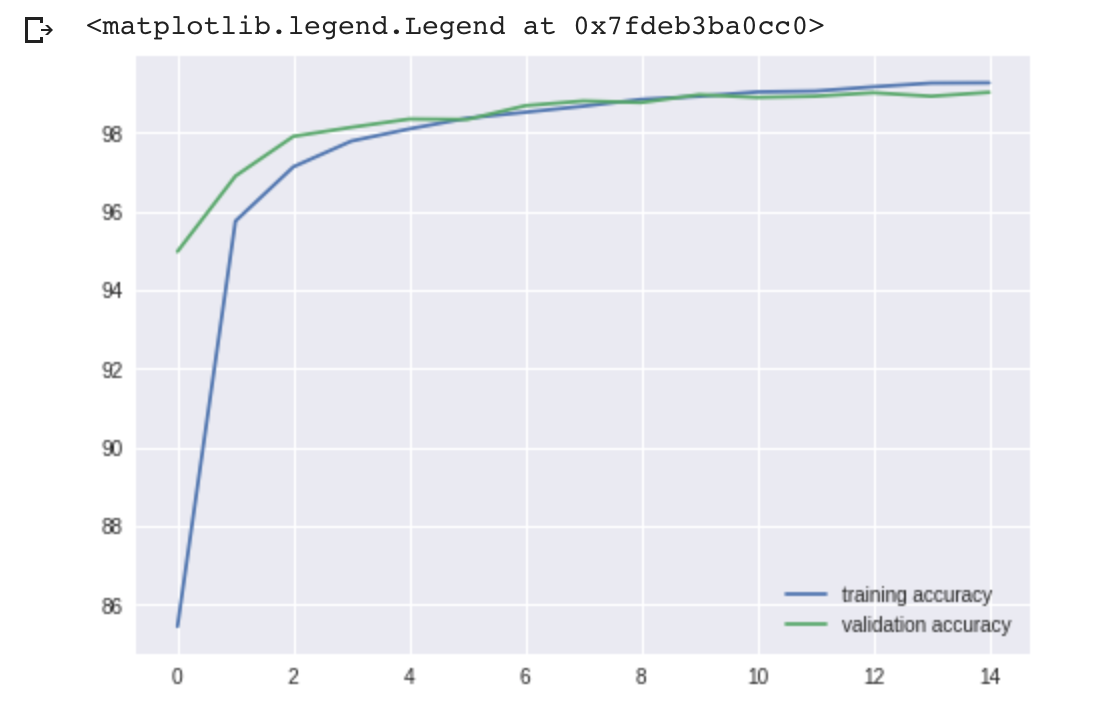 <matplotlib.legend.Legend at 0x7fdeb3ba0cc0>
98
96
94
92
90
88
86
training accuracy
validation accuracy
0 2 4 6 8 10 12 14